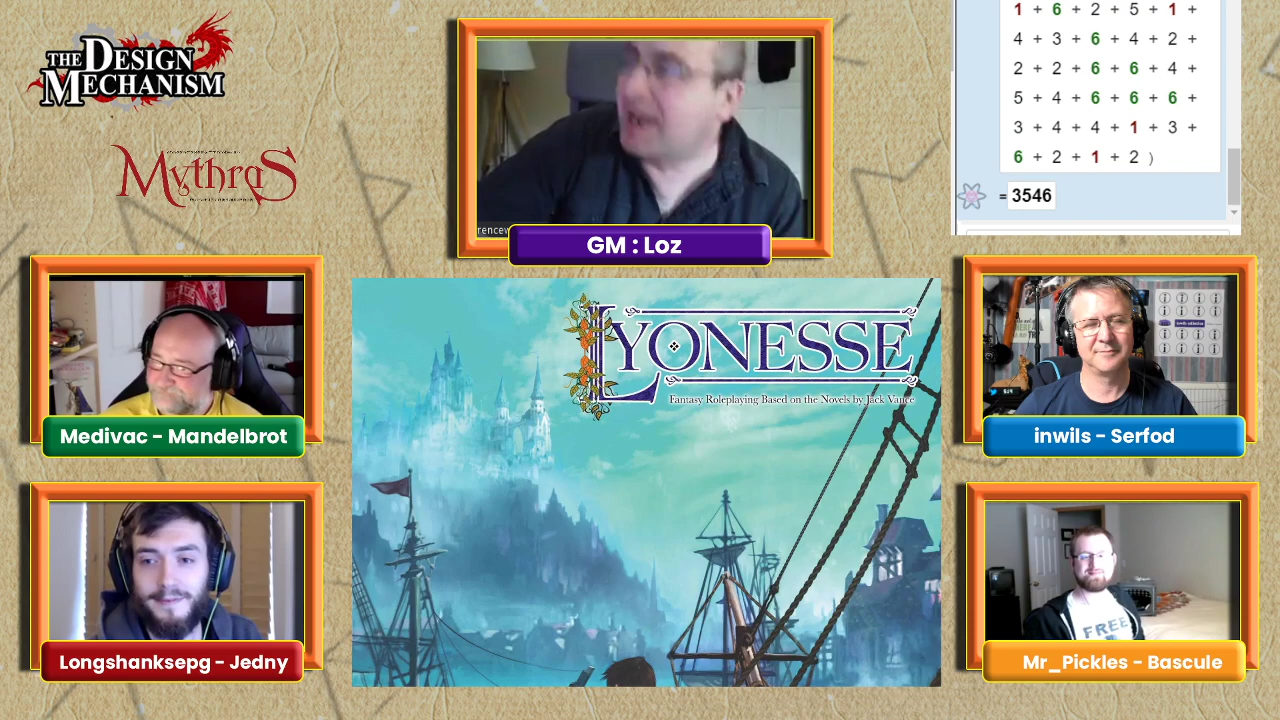 THE DESIGN
MECHANISM
Mythras
GM : Loz
1 + 6 + 2 + 5 + 1 +
4 + 3 + 6 + 4 + 2 +
2 + 2 + 6 + 6 + 4 +
5 + 4 + 6 + 6 + 6 +
3 + 4 + 4 + 1 + 3 +
6 + 2 + 1 + 2 )
= 3546
LYONESSE
Fantasy Roleplaying Based on the Novels by Jack Vance
Medivac - Mandelbrot
inwils - Serfod
Longshanksepg - Jedny
FREE
Mr_Pickles - Bascule